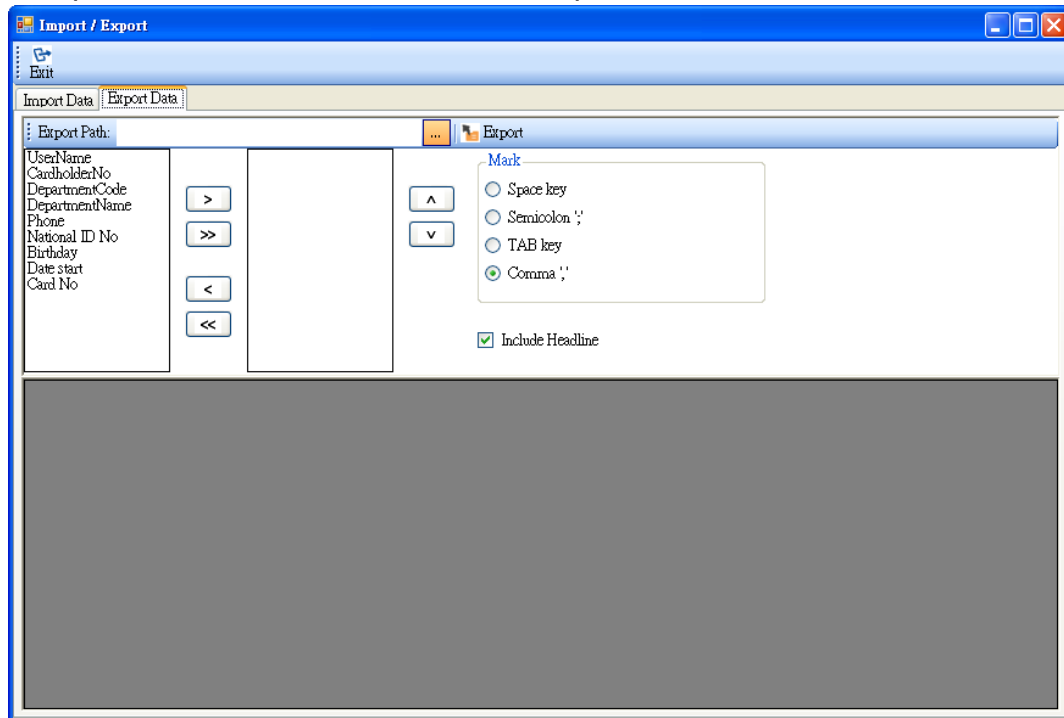 Import / Export
Exit
Import Data Export Data
Export Path: ... Export
UserName
CardholderNo
DepartmentCode
DepartmentName
Phone
National ID No
Birthday
Date start
Card No
>
>>
<
<<
^
v
Mark
Space key
Semicolon ';'
TAB key
Comma ','
Include Headline